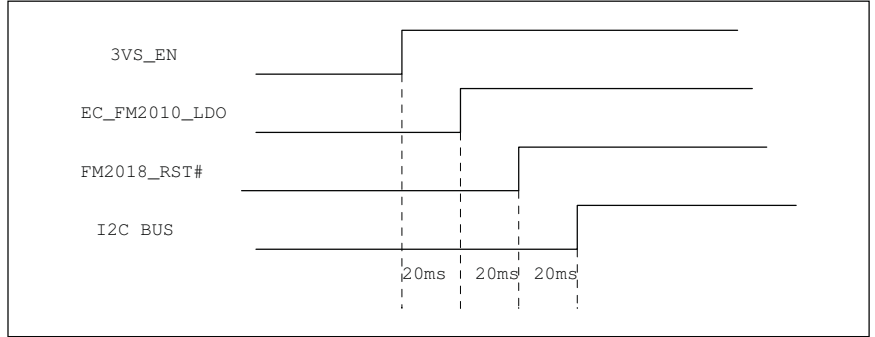 3VS_EN
EC_FM2010_LDO
FM2018_RST#
I2C BUS
20ms 20ms 20ms